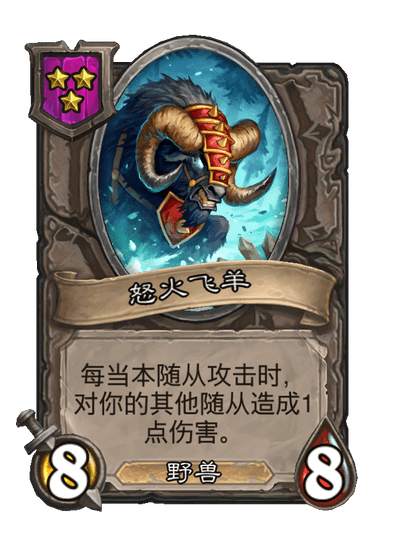 怒火飞羊
每当本随从攻击时，
对你的其他随从造成1
点伤害。
8
野兽
8